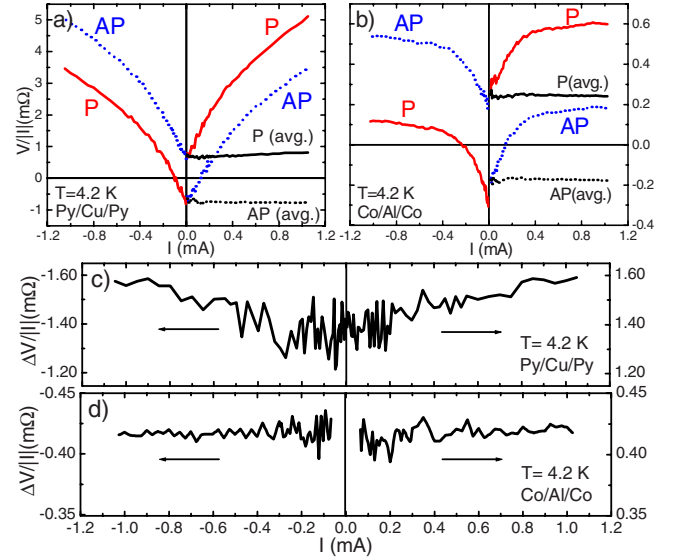 a)
AP
P
AP
P (avg.)
AP (avg.)
T=4.2 K
Py/Cu/Py
V/|I|(mΩ)
5
4
3
2
1
0
-1
-1.2 -0.8 -0.4 0.0 0.4 0.8 1.2
I (mA)
b)
P
AP
P(avg.)
P
AP
AP(avg.)
T=4.2 K
Co/Al/Co
0.6
0.4
0.2
0.0
-0.2
-0.4
-1.2 -0.8 -0.4 0.0 0.4 0.8 1.2
I (mA)
c)
ΔV/|I|(mΩ)
-1.60
-1.40
-1.20
1.60
1.40
1.20
T= 4.2 K
Py/Cu/Py
d)
ΔV/|I|(mΩ)
-0.45
-0.40
-0.35
0.45
0.40
0.35
T= 4.2 K
Co/Al/Co
-1.0 -0.8 -0.6 -0.4 -0.2 0.0 0.2 0.4 0.6 0.8 1.0
I (mA)